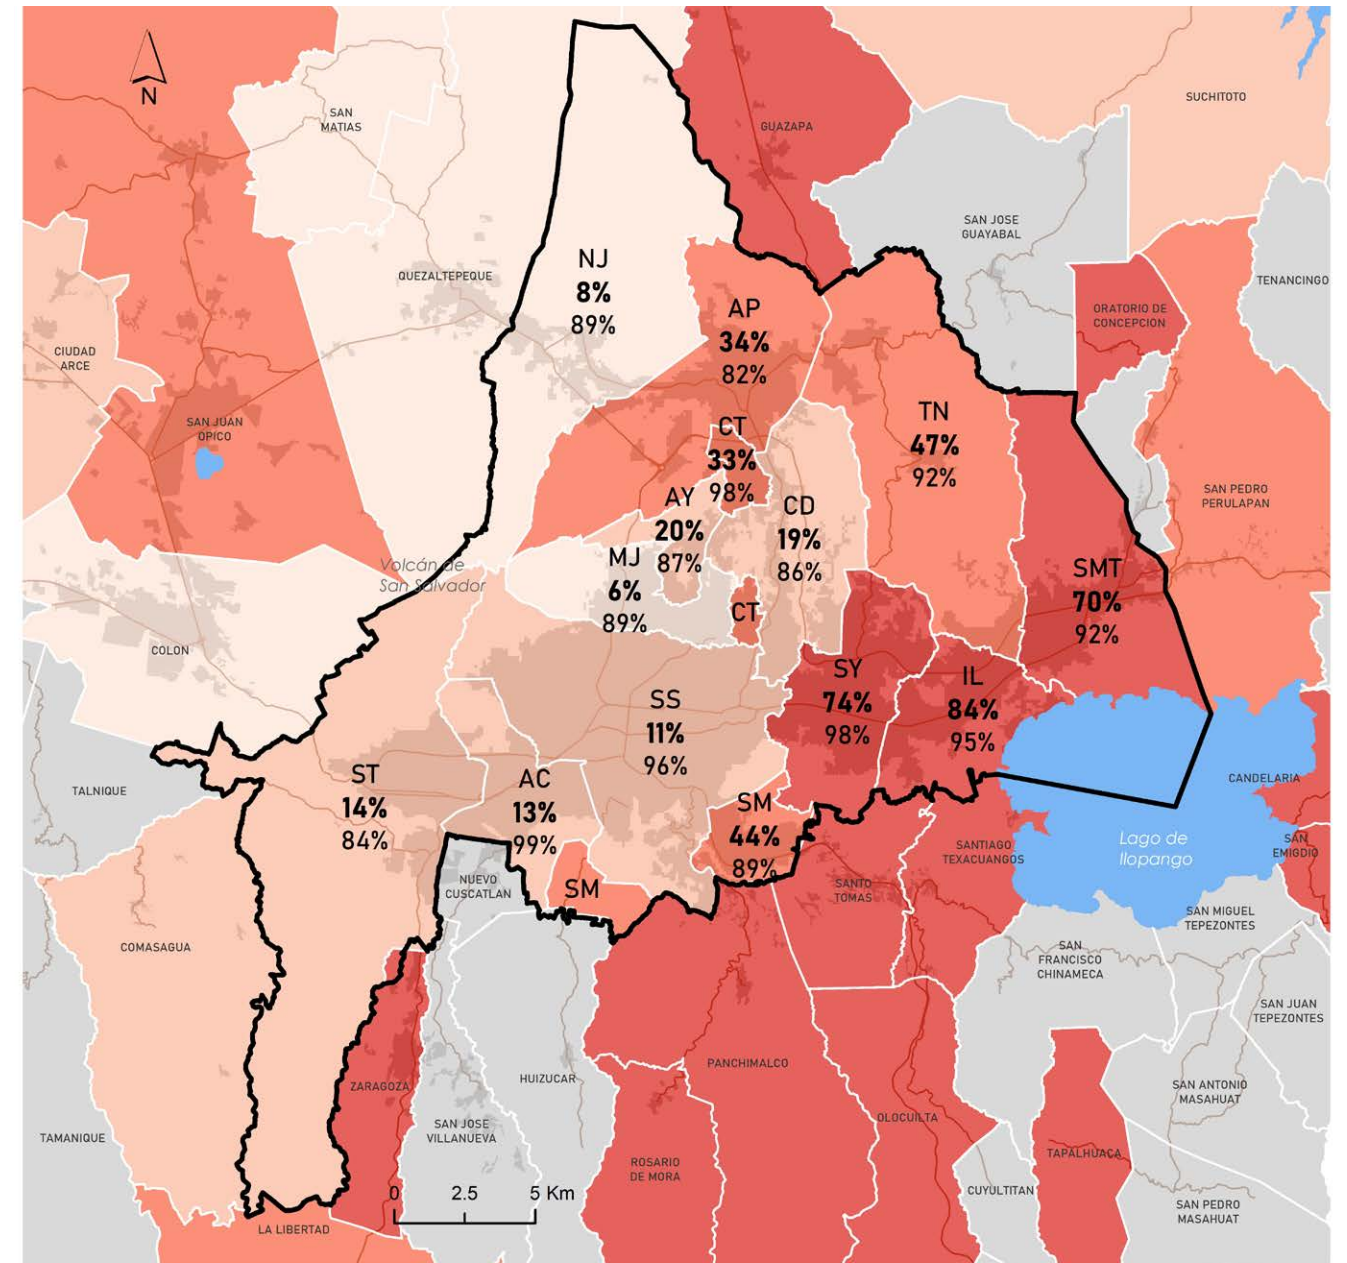 SUCHITOTO
SAN
MATIAS
GUAZAPA
N
SAN JOSE
GUAYABAL
NJ
8%
89%
QUEZALTEPEQUE
TENANCINGO
AP
34%
82%
ORATORIO DE
CONCEPCION
CIUDAD
ARCE
SAN JUAN
OPICO
CT
33%
98%
TN
47%
92%
AY
20%
87%
CD
19%
86%
SAN PEDRO
PERULAPAN
MJ
6%
89%
Volcán de
San Salvador
SMT
70%
92%
CT
COLON
SS
11%
96%
SY
74%
98%
IL
84%
95%
TALNIQUE
ST
14%
84%
AC
13%
99%
SM
44%
89%
CANDELARIA
Lago de
Ilopango
SANTIAGO
TEXACUANGOS
SAN
EMIGDIO
NUEVO
CUSCATLAN
SM
SANTO
TOMAS
SAN MIGUEL
TEPEZONTES
COMASAGUA
SAN
FRANCISCO
CHINAMECA
SAN JUAN
TEPEZONTES
ZARAGOZA
HUIZUCAR
PANCHIMALCO
SAN ANTONIO
MASAHUAT
OLOCUILTA
TAMANIQUE
SAN JOSE
VILLANUEVA
TAPALHUACA
ROSARIO
DE MORA
CUYULTITAN
0 2.5 5 Km
SAN PEDRO
MASAHUAT
LA LIBERTAD